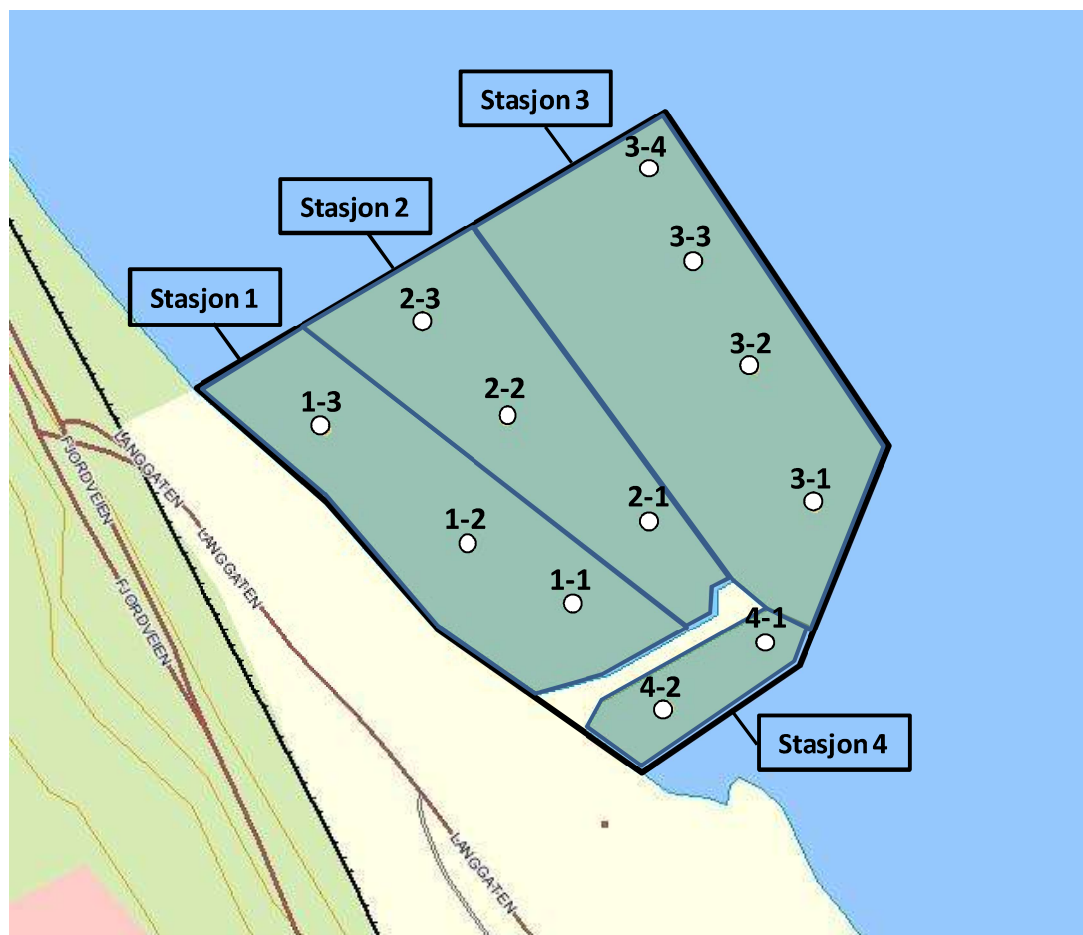 Stasjon 3
3-4
Stasjon 2
3-3
Stasjon 1
2-3
3-2
2-2
1-3
LANGGATEN
FJORDVEIEN
3-1
2-1
1-2
LANGGATEN
1-1
FJORDVEIEN
4-1
4-2
Stasjon 4
LANGGATEN